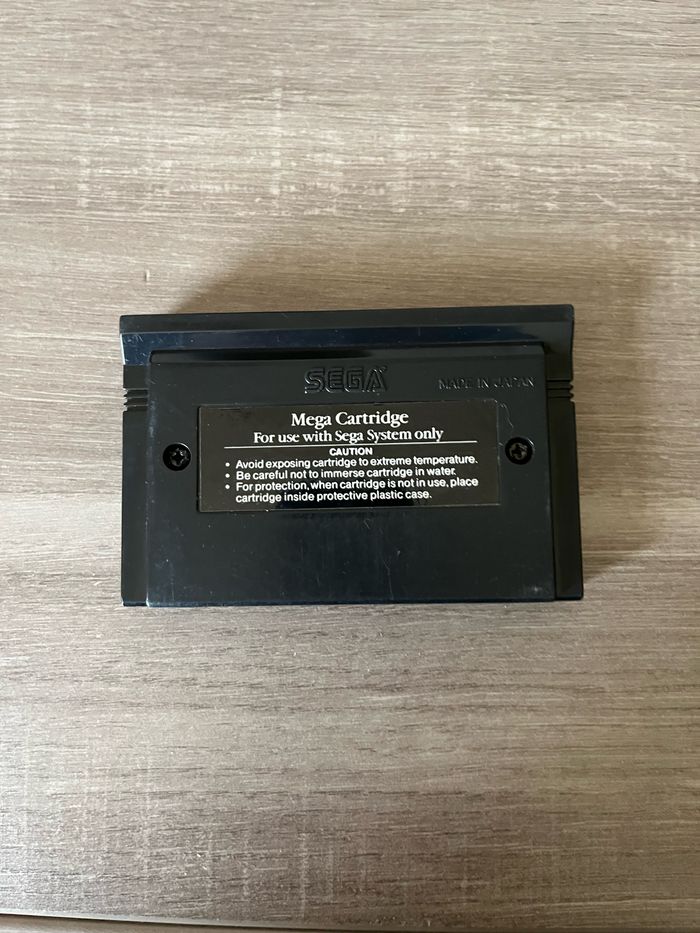 SEGA
MADE IN JAPAN
Mega Cartridge
For use with Sega System only
CAUTION
• Avoid exposing cartridge to extreme temperature.
• Be careful not to immerse cartridge in water.
• For protection, when cartridge is not in use, place
cartridge inside protective plastic case.